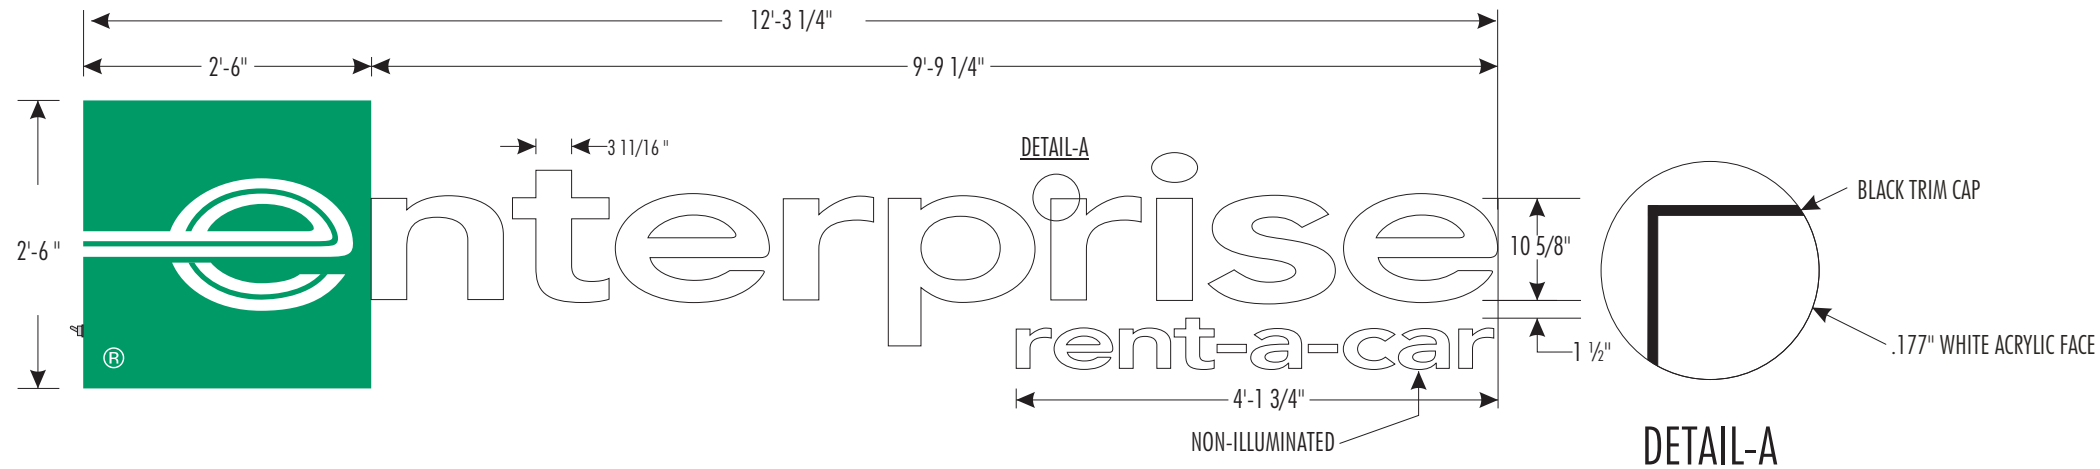 12'-3 1/4"
2'-6"
9'-9 1/4"
3 11/16 "
DETAIL-A
BLACK TRIM CAP
2'-6 "
enterprise
10 5/8"
rent-a-car
1 ½"
.177" WHITE ACRYLIC FACE
®
4'-1 3/4"
NON-ILLUMINATED
DETAIL-A